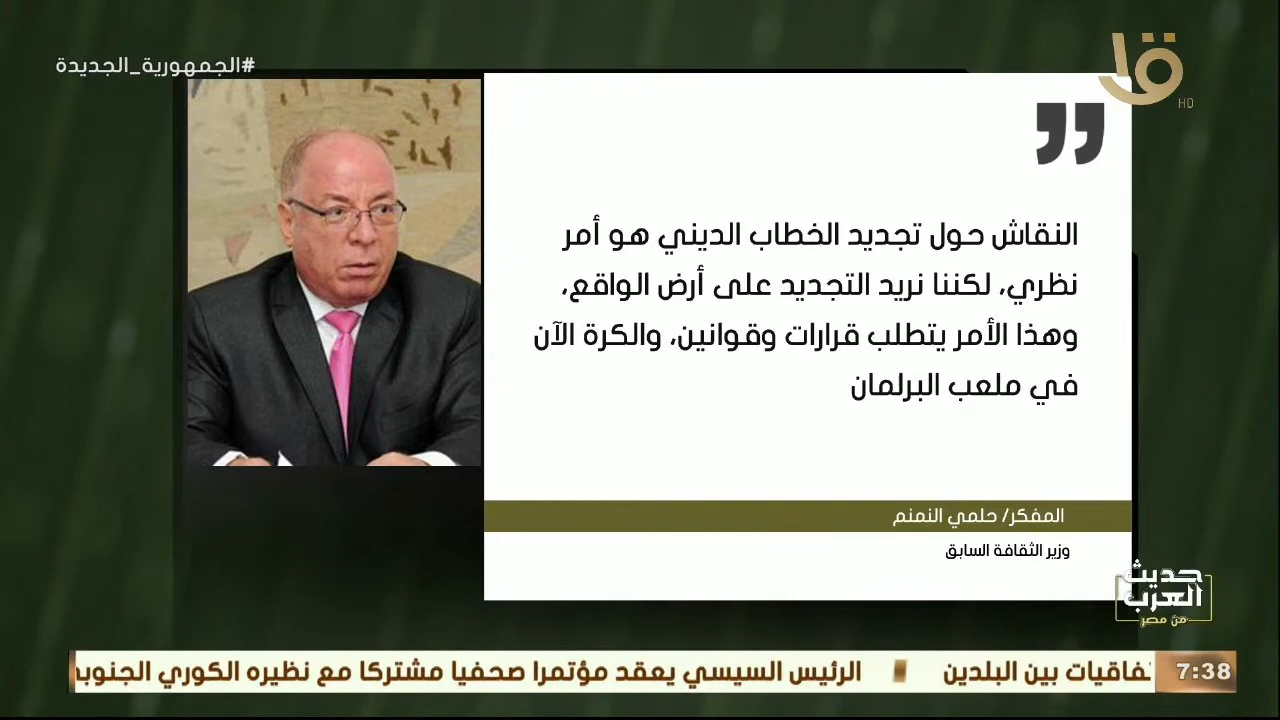 #الجمهورية_الجديدة
HD
النقاش حول تجديد الخطاب الديني هو أمر
نظري، لكننا نريد التجديد على أرض الواقع،
وهذا الأمر يتطلب قرارات وقوانين، والكرة الآن
في ملعب البرلمان
المفكر/ حلمي النمنم
وزير الثقافة السابق
حديث
العرب
من مصر
7:38
بين البلدين
الرئيس السيسي يعقد مؤتمرا صحفيا مشتركا مع نظيره الكوري